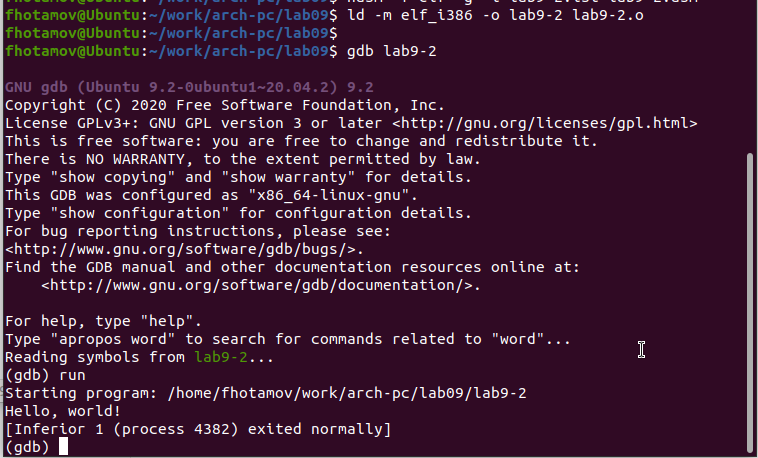 fhotamov@Ubuntu:~/work/arch-pc/lab09$ ld -m elf_i386 -o lab9-2 lab9-2.o
fhotamov@Ubuntu:~/work/arch-pc/lab09$
fhotamov@Ubuntu:~/work/arch-pc/lab09$ gdb lab9-2
GNU gdb (Ubuntu 9.2-0ubuntu1~20.04.2) 9.2
Copyright (C) 2020 Free Software Foundation, Inc.
License GPLv3+: GNU GPL version 3 or later <http://gnu.org/licenses/gpl.html>
This is free software: you are free to change and redistribute it.
There is NO WARRANTY, to the extent permitted by law.
Type "show copying" and "show warranty" for details.
This GDB was configured as "x86_64-linux-gnu".
Type "show configuration" for configuration details.
For bug reporting instructions, please see:
<http://www.gnu.org/software/gdb/bugs/>.
Find the GDB manual and other documentation resources online at:
    <http://www.gnu.org/software/gdb/documentation/>.
For help, type "help".
Type "apropos word" to search for commands related to "word"...
Reading symbols from lab9-2...
(gdb) run
Starting program: /home/fhotamov/work/arch-pc/lab09/lab9-2
Hello, world!
[Inferior 1 (process 4382) exited normally]
(gdb)